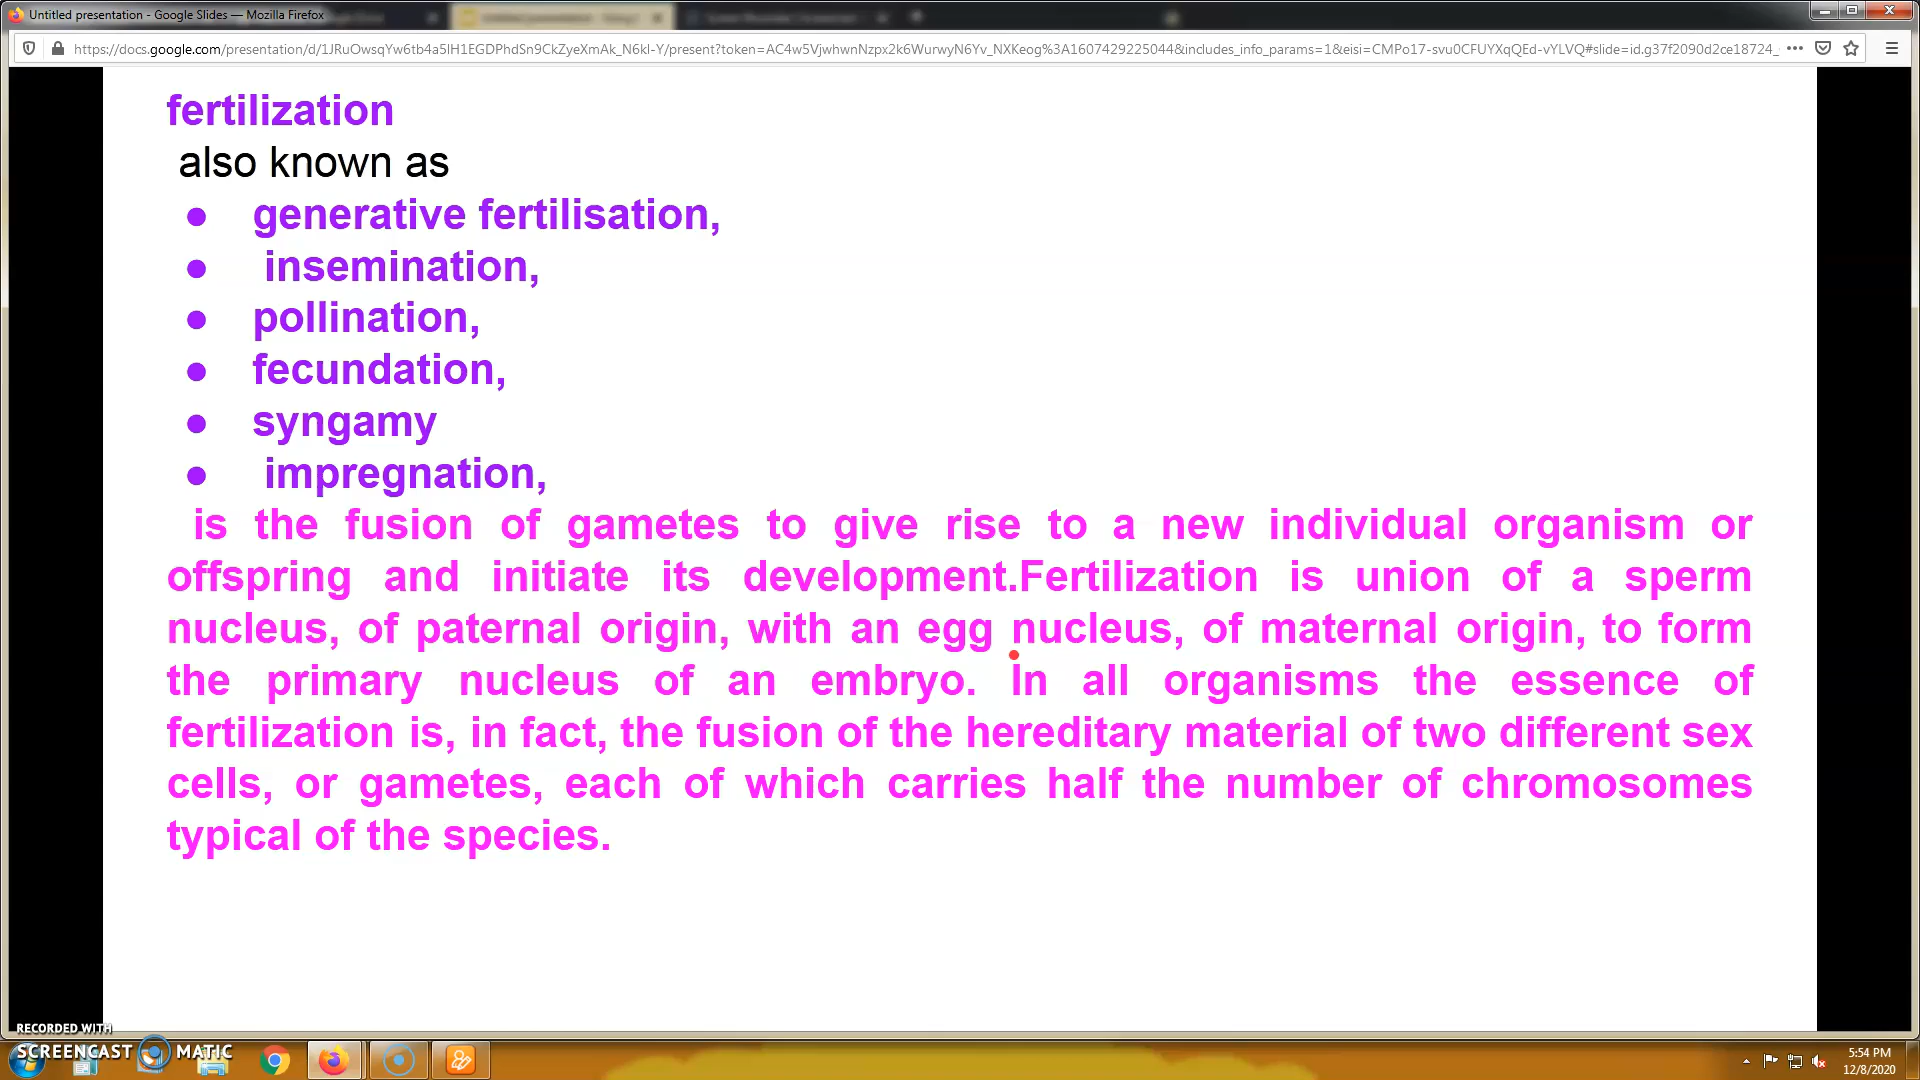 Untitled presentation - Google Slides — Mozilla Firefox
https://docs.google.com/presentation/d/1JRuOwsqYw6tb4a5lH1EGDPhdSn9CkZyeXmAk_N6kl-Y/present?token=AC4w5VjwhwnNzpx2k6WurwyN6Yv_NXKeog%3A1607429225044&includes_info_params=1&eisi=CMPo17-svu0CFUYXqQEd-vYLVQ#slide=id.g37f2090d2ce18724_
fertilization
also known as
● generative fertilisation,
● insemination,
● pollination,
● fecundation,
● syngamy
● impregnation,
is the fusion of gametes to give rise to a new individual organism or
offspring and initiate its development.Fertilization is union of a sperm
nucleus, of paternal origin, with an egg nucleus, of maternal origin, to form
the primary nucleus of an embryo. In all organisms the essence of
fertilization is, in fact, the fusion of the hereditary material of two different sex
cells, or gametes, each of which carries half the number of chromosomes
typical of the species.
RECORDED WITH
SCREENCAST MATIC
5:54 PM
12/8/2020